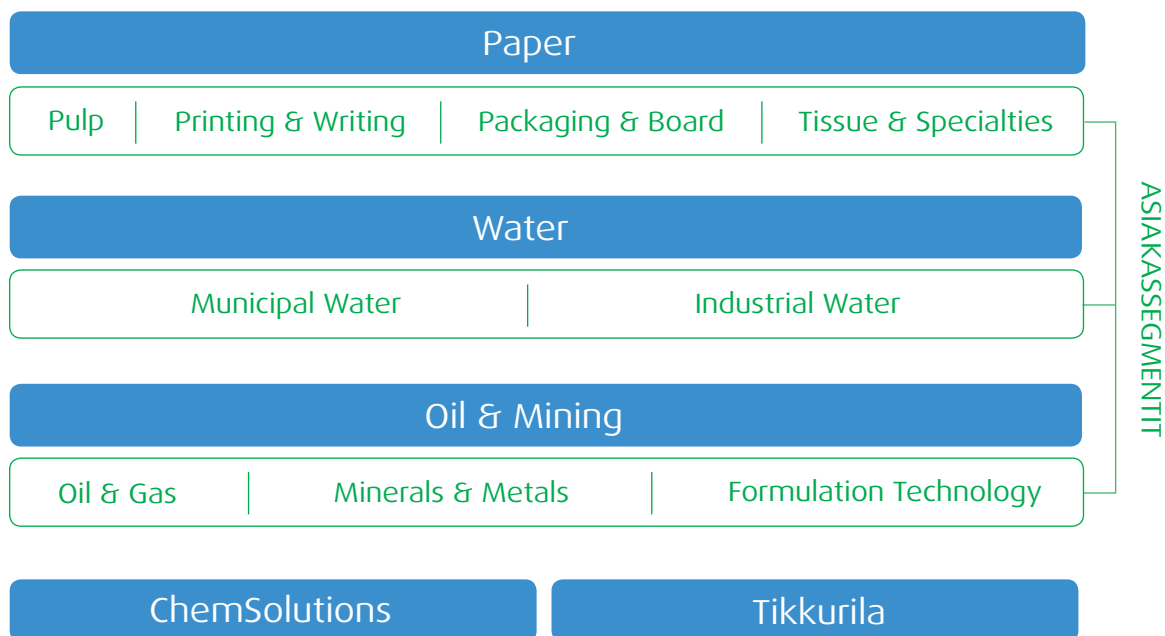 Paper
Pulp Printing & Writing Packaging & Board Tissue & Specialties
Water
Municipal Water Industrial Water
Oil & Mining
Oil & Gas Minerals & Metals Formulation Technology
ChemSolutions Tikkurila
ASIAKASSEGMENTIT